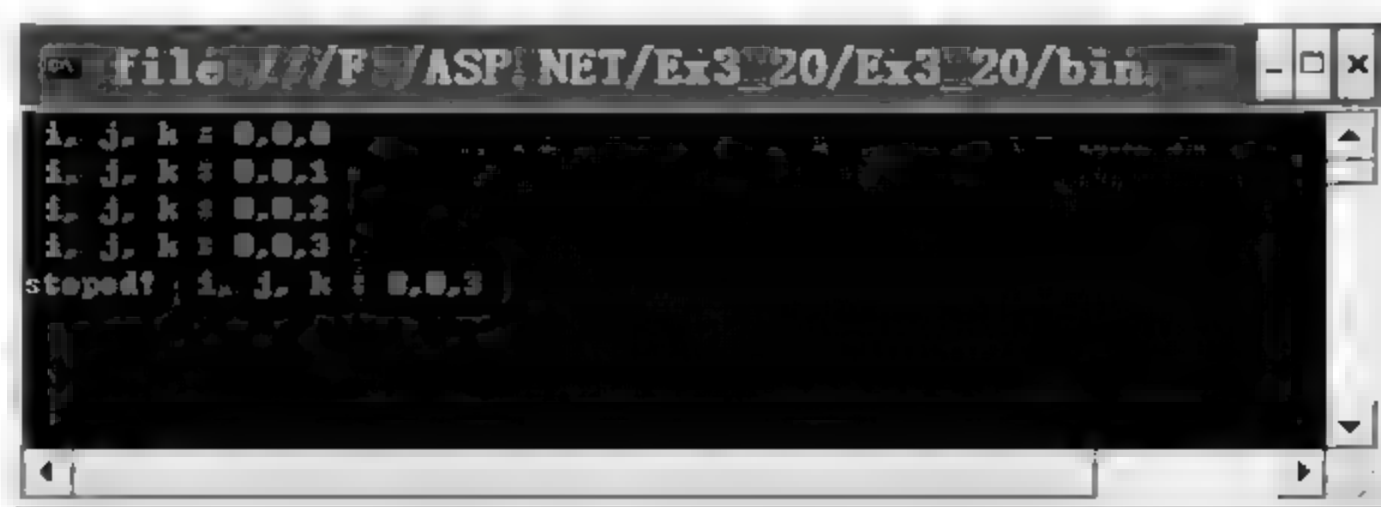 file:///F:/ASP.NET/Ex3_20/Ex3_20/bin/
i, j, k : 0,0,0
i, j, k : 0,0,1
i, j, k : 0,0,2
i, j, k : 0,0,3
stoped! i, j, k : 0,0,3